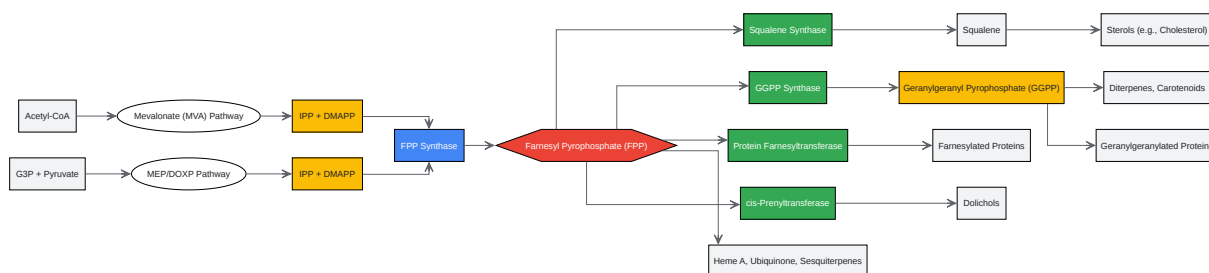 Squalene Synthase
Squalene
Sterols (e.g., Cholesterol)
GGPP Synthase
Geranylgeranyl Pyrophosphate (GGPP)
Diterpenes, Carotenoids
Acetyl-CoA
Mevalonate (MVA) Pathway
IPP + DMAPP
FPP Synthase
Farnesyl Pyrophosphate (FPP)
Protein Farnesyltransferase
Farnesylated Proteins
Geranylgeranylated Protein
G3P + Pyruvate
MEP/DOXP Pathway
IPP + DMAPP
cis-Prenyltransferase
Dolichols
Heme A, Ubiquinone, Sesquiterpenes